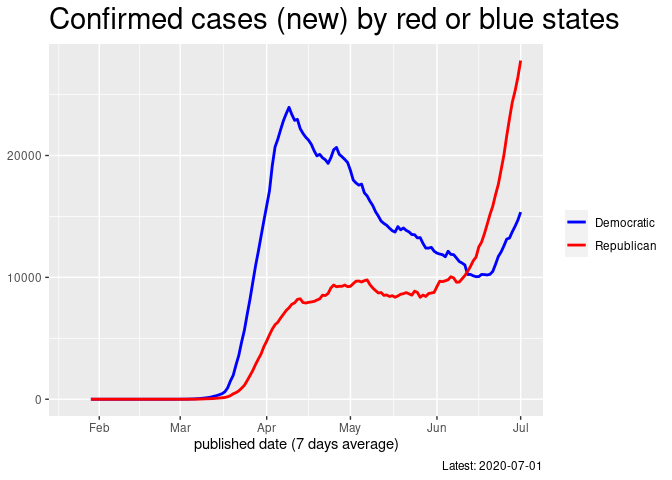 Confirmed cases (new) by red or blue states
20000
10000
0
Feb Mar Apr May Jun Jul
published date (7 days average)
Democratic
Republican
Latest: 2020-07-01